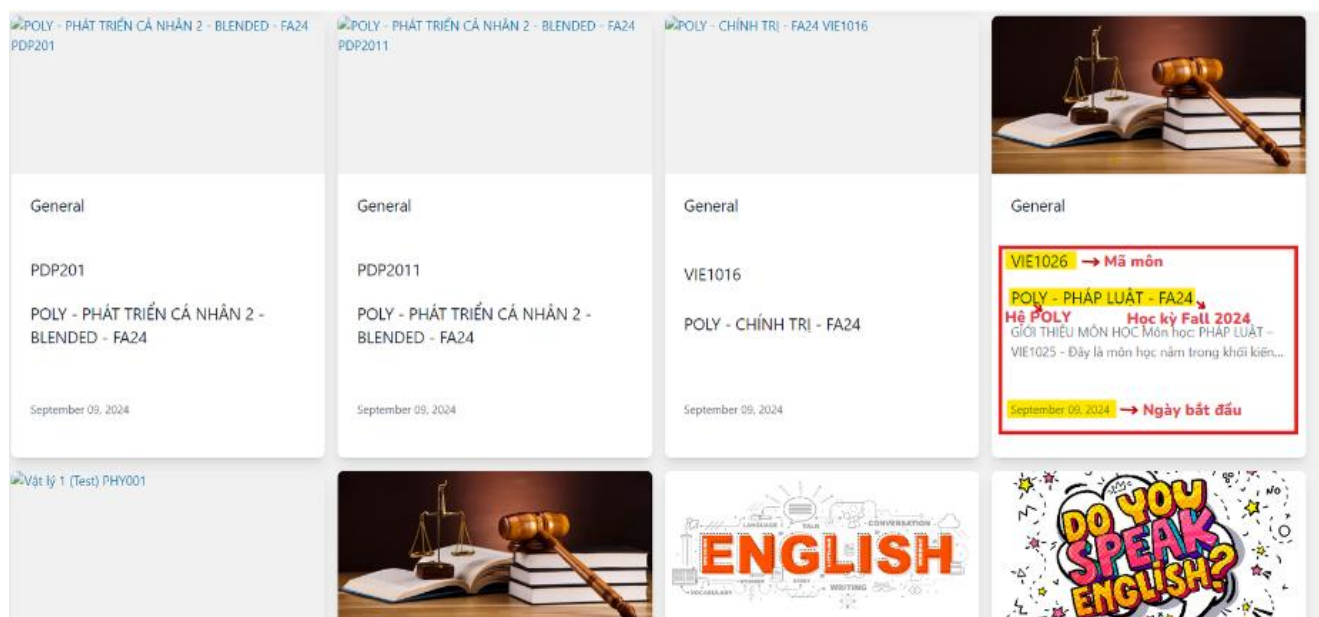 POLY - PHÁT TRIỂN CÁ NHÂN 2 - BLENDED - FA24
PDP201
POLY - PHÁT TRIỂN CÁ NHÂN 2 - BLENDED - FA24
PDP2011
POLY - CHÍNH TRỊ - FA24 VIE1016
General
General
General
General
PDP201
POLY - PHÁT TRIỂN CÁ NHÂN 2 -
BLENDED - FA24
PDP2011
POLY - PHÁT TRIỂN CÁ NHÂN 2 -
BLENDED - FA24
VIE1016
POLY - CHÍNH TRỊ - FA24
VIE1026 → Mã môn
POLY - PHÁP LUẬT - FA24
Hệ POLY
Học kỳ Fall 2024
GIỚI THIỆU MÔN HỌC Môn học: PHÁP LUẬT –
VIE1025 - Đây là môn học nằm trong khối kiến...
September 09, 2024
September 09, 2024
September 09, 2024
September 09, 2024 → Ngày bắt đầu
Vật lý 1 (Test) PHY001
LANGUAGE
TALK
CONVERSATION
ENGLISH
WRITING
VOCABULARY
DO YOU
SPEAK
ENGLISH?
NO